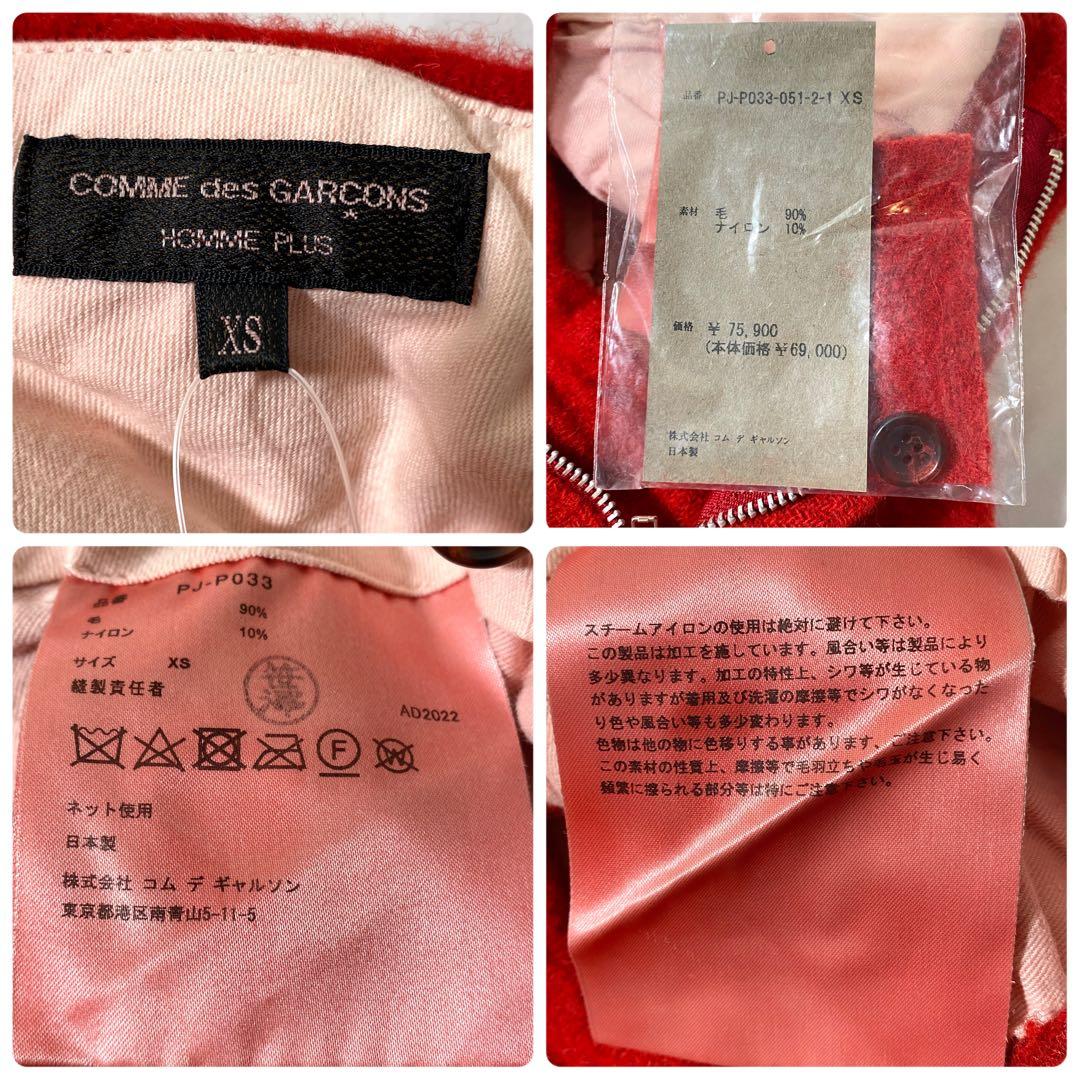 COMME des GARÇONS
HOMME PLUS
XS
品番 PJ-P033-051-2-1 XS
素材 毛 90%
ナイロン 10%
価格 ¥ 75,900
(本体価格 ¥69,000)
株式会社 コム デ ギャルソン
日本製
品番 PJ-P033
毛 90%
ナイロン 10%
サイズ XS
縫製責任者
笹澤
AD2022
F
W
ネット使用
日本製
株式会社 コム デ ギャルソン
東京都港区南青山5-11-5
スチームアイロンの使用は絶対に避けて下さい。
この製品は加工を施しています。風合い等は製品により
多少異なります。加工の特性上、シワ等が生じている物
がありますが着用及び洗濯の摩擦等でシワがなくなった
り色や風合い等も多少変わります。
色物は他の物に色移りする事があります、ご注意下さい。
この素材の性質上、摩擦等で毛羽立ちや毛玉が生じ易く
頻繁に擦られる部分等は特にご注意下さい。